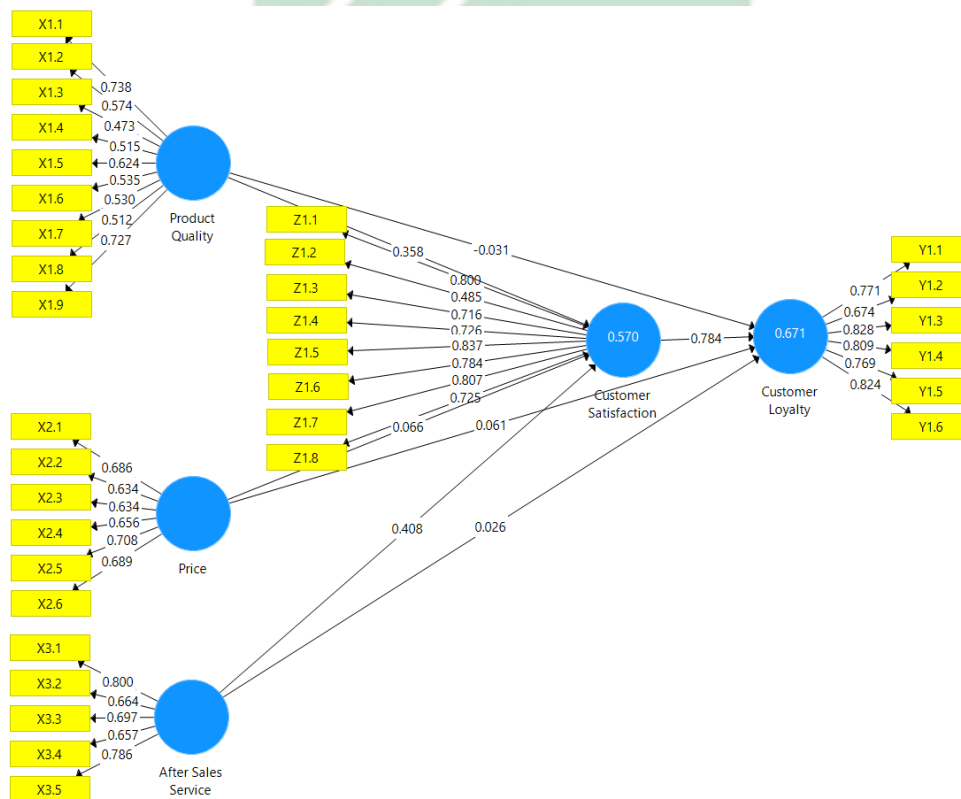 X1.1
X1.2
X1.3
X1.4
X1.5
X1.6
X1.7
X1.8
X1.9
0.738
0.574
0.473
0.515
0.624
0.535
0.530
0.512
0.727
Product
Quality
X2.1
X2.2
X2.3
X2.4
X2.5
X2.6
0.686
0.634
0.634
0.656
0.708
0.689
Price
X3.1
X3.2
X3.3
X3.4
X3.5
0.800
0.664
0.697
0.657
0.786
After Sales
Service
Z1.1
Z1.2
Z1.3
Z1.4
Z1.5
Z1.6
Z1.7
Z1.8
0.358
0.800
0.485
0.716
0.726
0.837
0.784
0.807
0.725
0.066
-0.031
0.061
0.408
0.026
0.570
Customer
Satisfaction
0.784
0.671
Customer
Loyalty
0.771
0.674
0.828
0.809
0.769
0.824
Y1.1
Y1.2
Y1.3
Y1.4
Y1.5
Y1.6